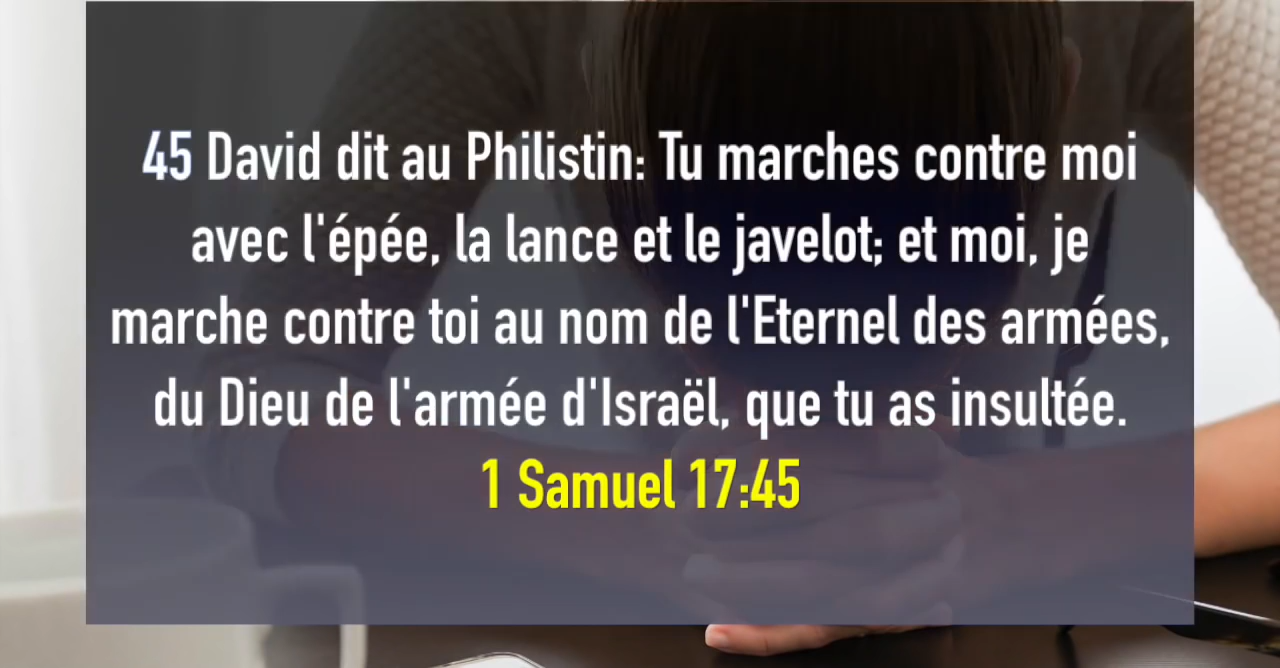 45 David dit au Philistin: Tu marches contre moi
avec l'épée, la lance et le javelot; et moi, je
marche contre toi au nom de l'Eternel des armées,
du Dieu de l'armée d'Israël, que tu as insultée.
1 Samuel 17:45